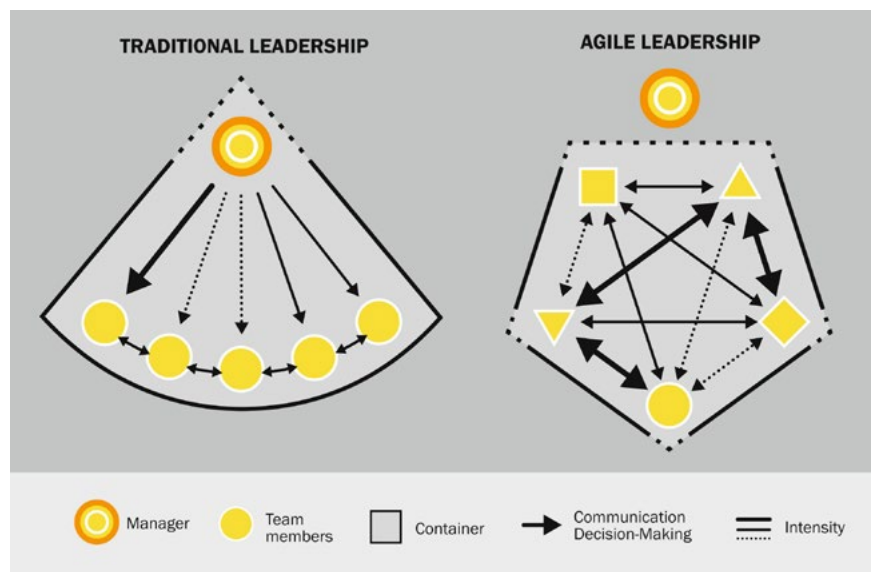 TRADITIONAL LEADERSHIP
AGILE LEADERSHIP
Manager
Team
members
Container
Communication
Decision-Making
Intensity